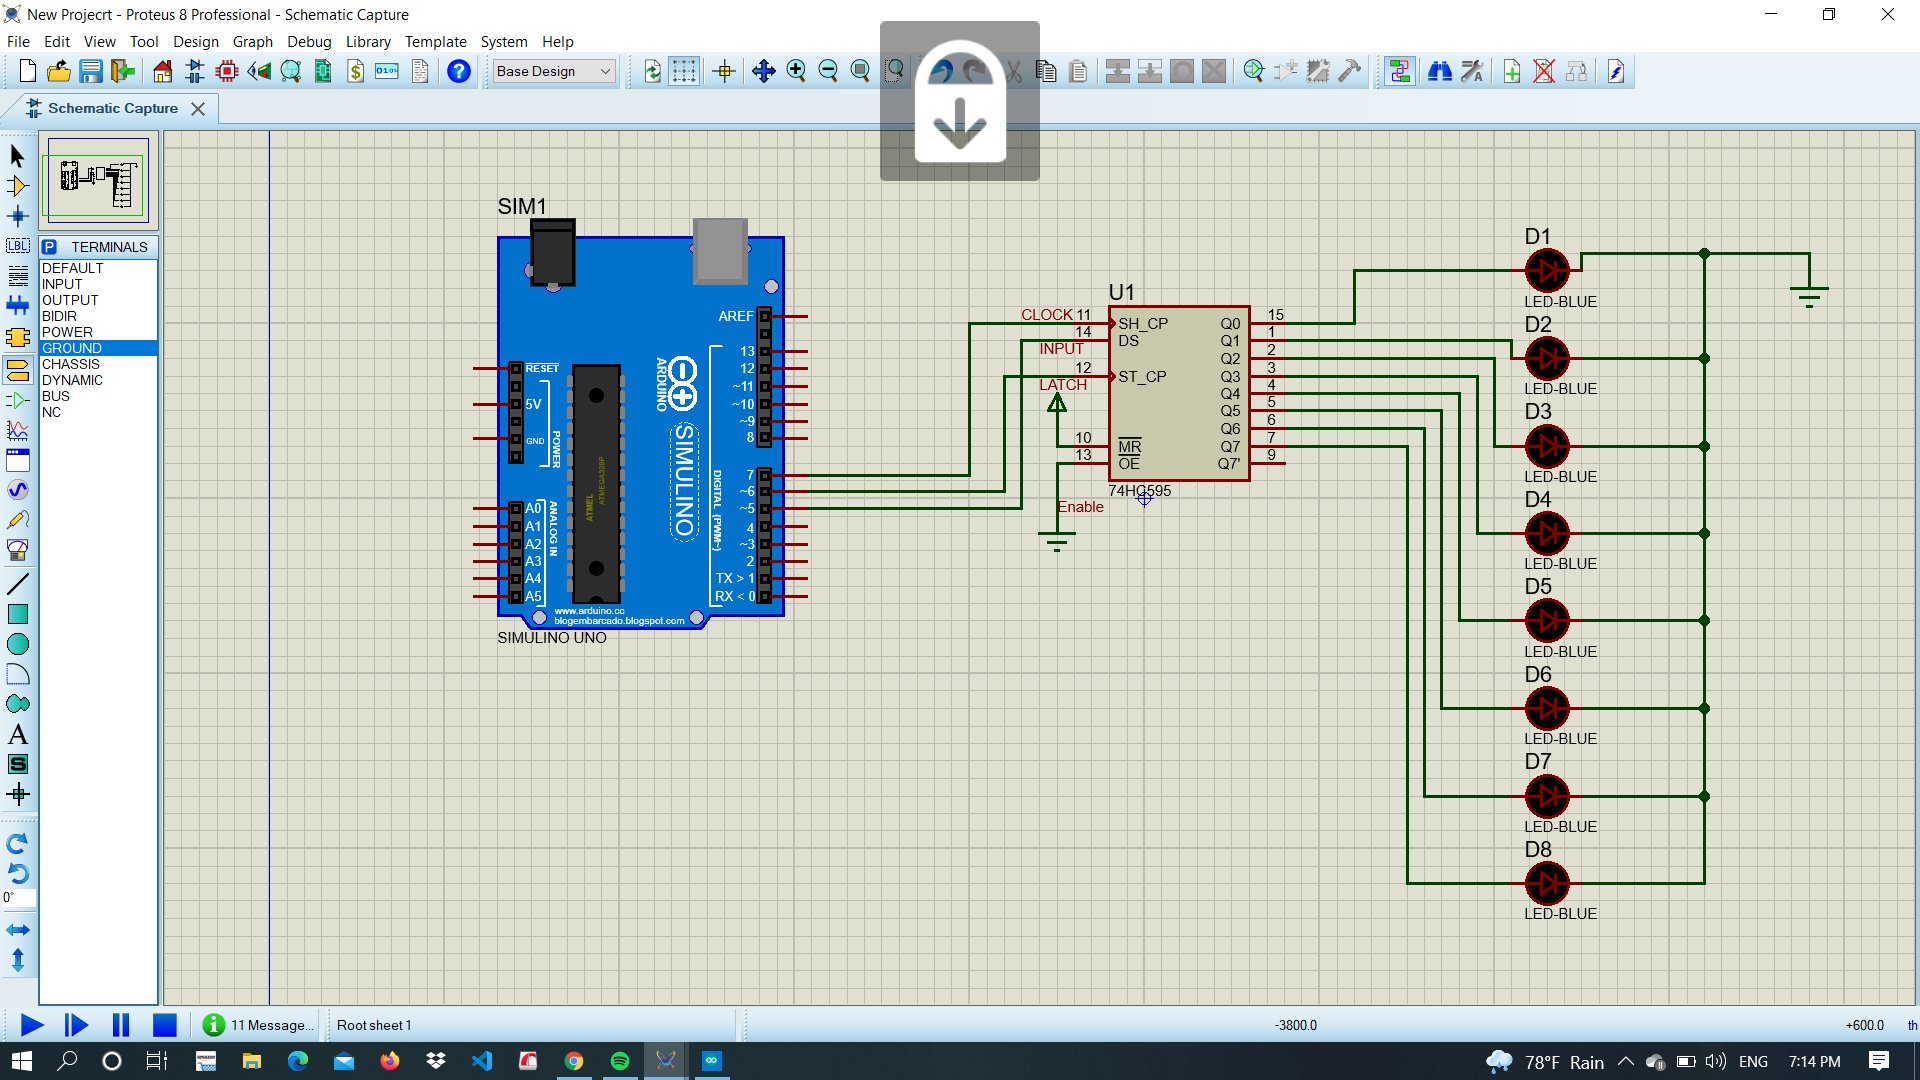 New Projecrt - Proteus 8 Professional - Schematic Capture
File Edit View Tool Design Graph Debug Library Template System Help
Base Design
Schematic Capture
P TERMINALS
DEFAULT
INPUT
OUTPUT
BIDIR
POWER
GROUND
CHASSIS
DYNAMIC
BUS
NC
LBL
A
S
0°
SIM1
AREF
13
12
~11
~10
~9
8
7
~6
~5
4
~3
2
TX > 1
RX < 0
RESET
5V
GND
POWER
A0
A1
A2
A3
A4
A5
ANALOG IN
ATMEL
ATMEGA328P
ARDUINO
SIMULINO
DIGITAL (PWM~)
www.arduino.cc
blogembarcado.blogspot.com
SIMULINO UNO
U1
CLOCK 11 SH_CP
14 DS
INPUT
12 ST_CP
LATCH
10 MR
13 OE
Enable
Q0 15
Q1 1
Q2 2
Q3 3
Q4 4
Q5 5
Q6 6
Q7 7
Q7' 9
74HC595
D1
LED-BLUE
D2
LED-BLUE
D3
LED-BLUE
D4
LED-BLUE
D5
LED-BLUE
D6
LED-BLUE
D7
LED-BLUE
D8
LED-BLUE
11 Message... Root sheet 1 -3800.0 +600.0 th
78°F Rain ENG 7:14 PM